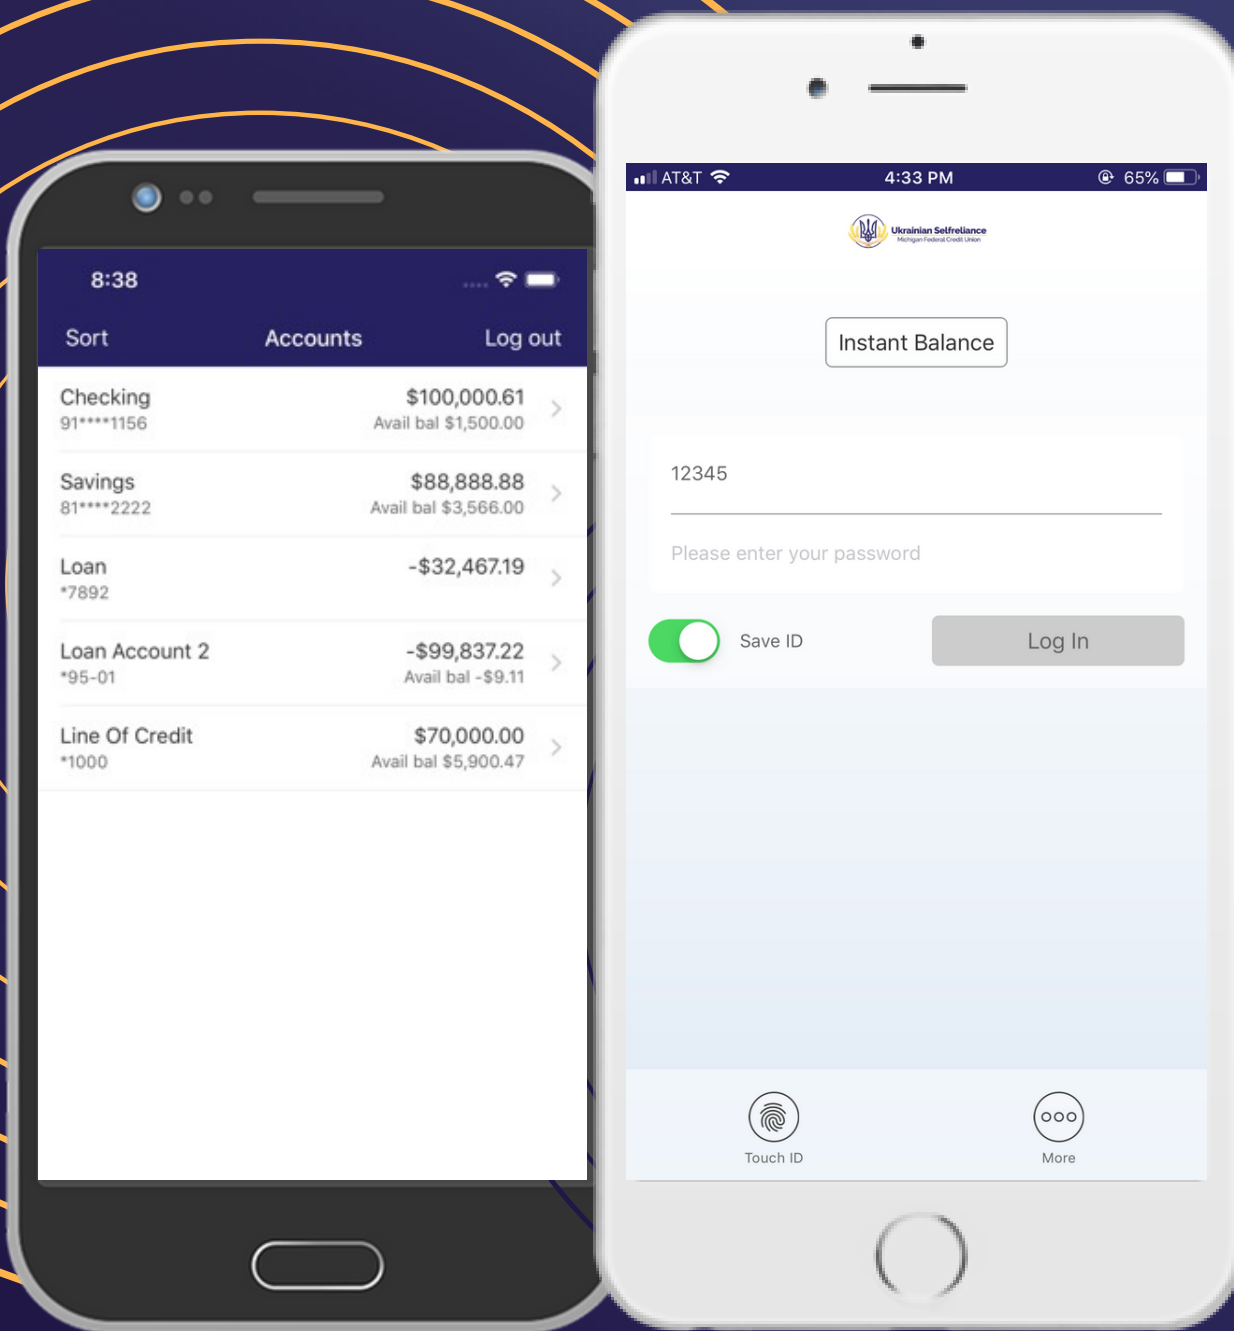 8:38
Sort Accounts Log out
Checking $100,000.61
91****1156 Avail bal $1,500.00
Savings $88,888.88
81****2222 Avail bal $3,566.00
Loan -$32,467.19
*7892
Loan Account 2 -$99,837.22
*95-01 Avail bal -$9.11
Line Of Credit $70,000.00
*1000 Avail bal $5,900.47
AT&T 4:33 PM 65%
Ukrainian Selfreliance
Michigan Federal Credit Union
Instant Balance
12345
Please enter your password
Save ID Log In
Touch ID More